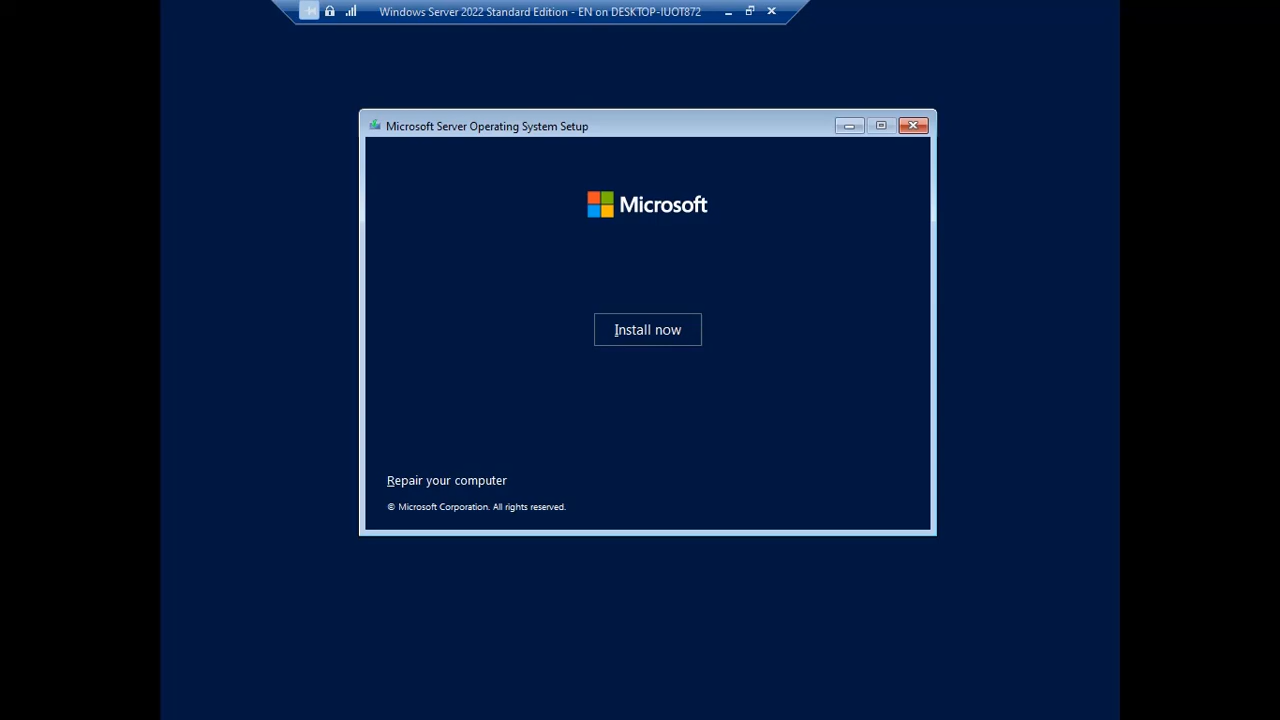 Windows Server 2022 Standard Edition - EN on DESKTOP-IUOT872
Microsoft Server Operating System Setup
Microsoft
Install now
Repair your computer
© Microsoft Corporation. All rights reserved.